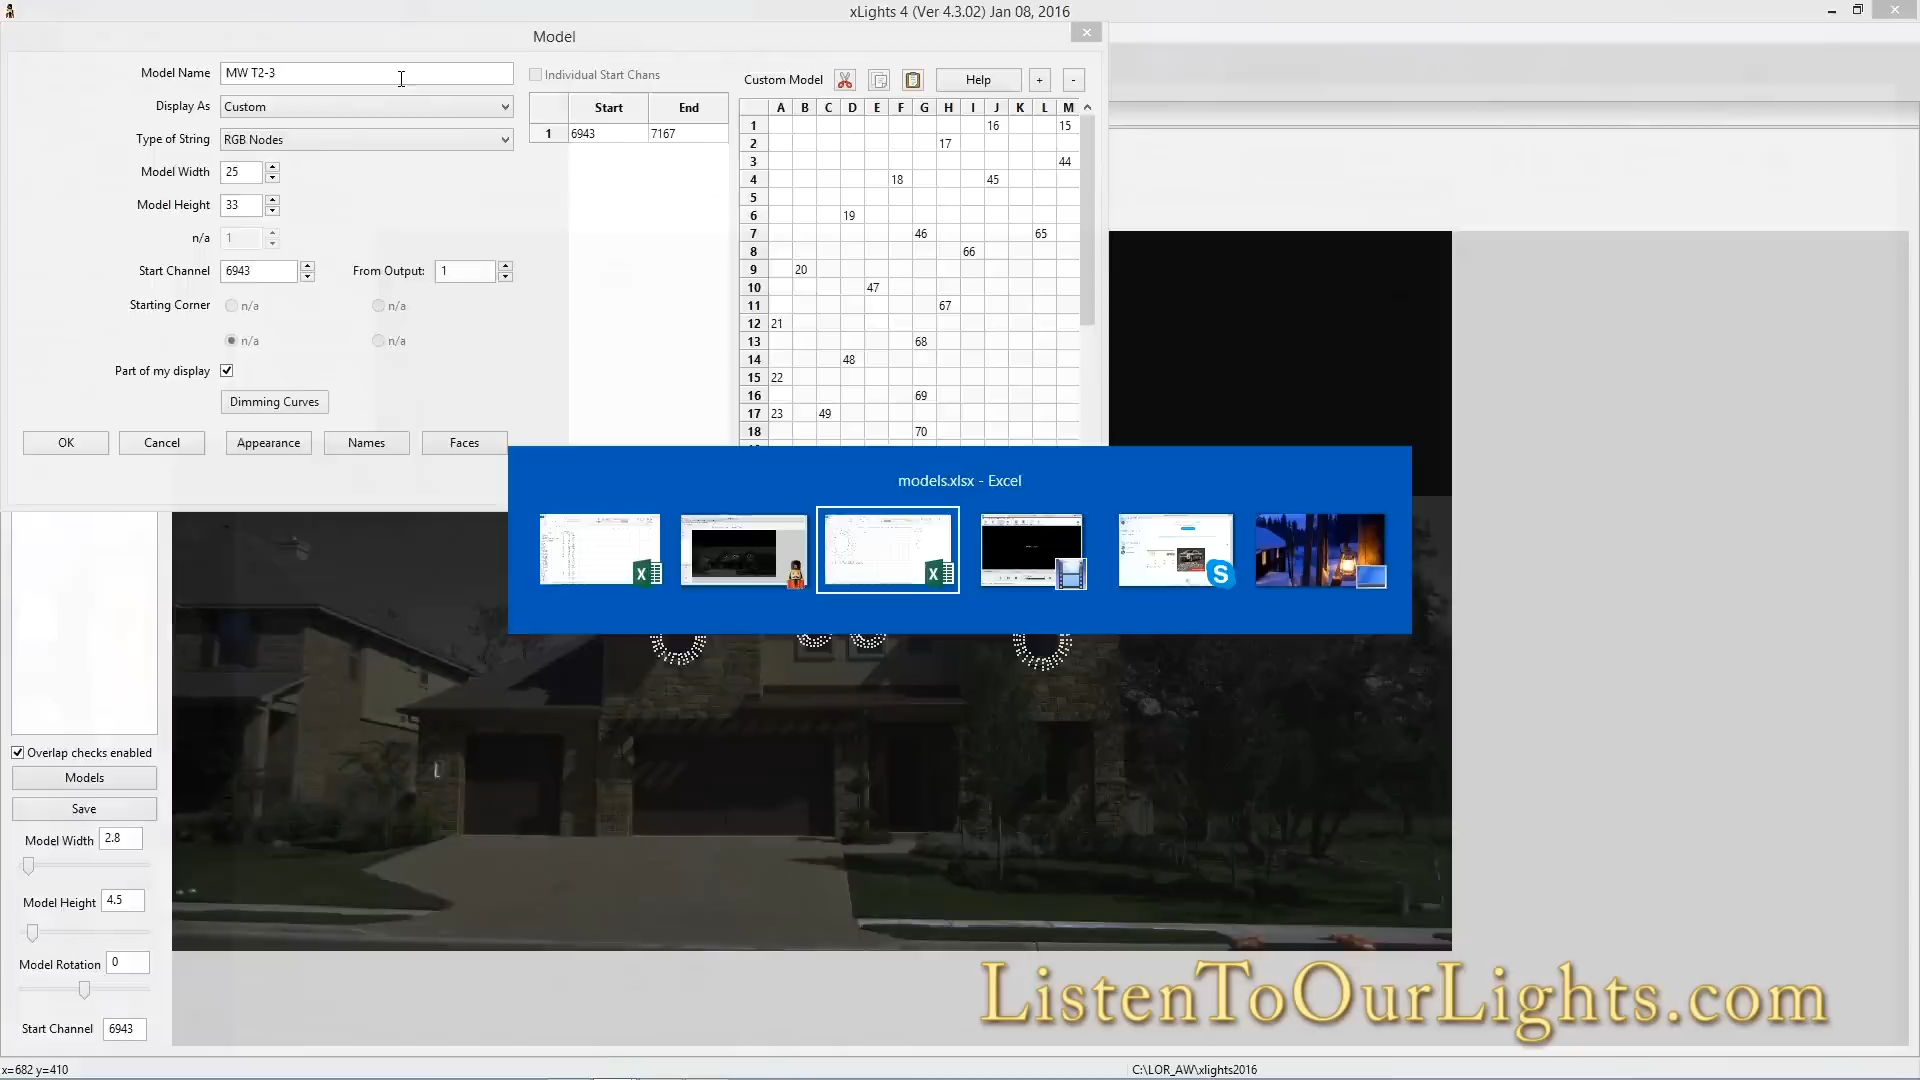 xLights 4 (Ver 4.3.02) Jan 08, 2016
Model
Model Name MW T2-3
Display As Custom
Type of String RGB Nodes
Model Width 25
Model Height 33
n/a 1
Start Channel 6943 From Output: 1
Starting Corner n/a n/a
n/a n/a
Part of my display
Dimming Curves
OK Cancel Appearance Names Faces
Individual Start Chans
Start End
1 6943 7167
Custom Model Help + -
A B C D E F G H I J K L M
1 16 15
2 17
3 44
4 18 45
5
6 19
7 46 65
8 66
9 20
10 47
11 67
12 21
13 68
14 48
15 22
16 69
17 23 49
18 70
models.xlsx - Excel
Overlap checks enabled
Models
Save
Model Width 2.8
Model Height 4.5
Model Rotation 0
Start Channel 6943
ListenToOurLights.com
x=682 y=410
C:\LOR_AW\xlights2016